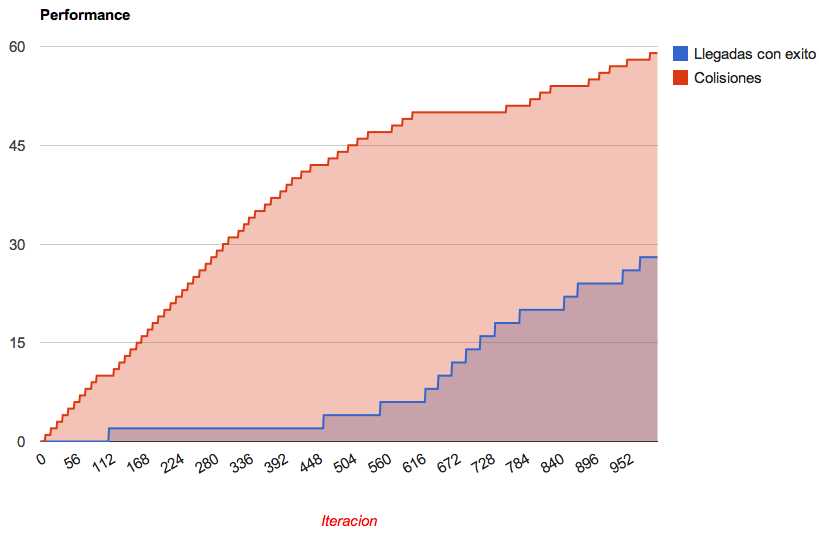 Performance
60
45
30
15
0
Llegadas con exito
Colisiones
0 56 112 168 224 280 336 392 448 504 560 616 672 728 784 840 896 952
Iteracion